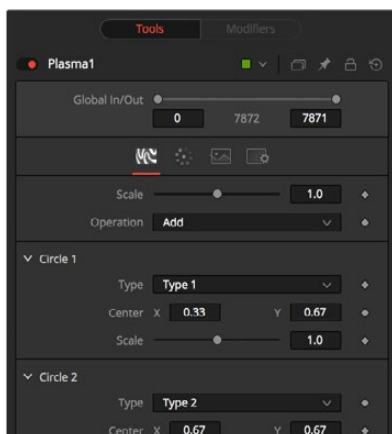 Tools Modifiers
Plasma1
Global In/Out
0 7872 7871
Scale 1.0
Operation Add
Circle 1
Type Type 1
Center X 0.33 Y 0.67
Scale 1.0
Circle 2
Type Type 2
Center X 0.67 Y 0.67